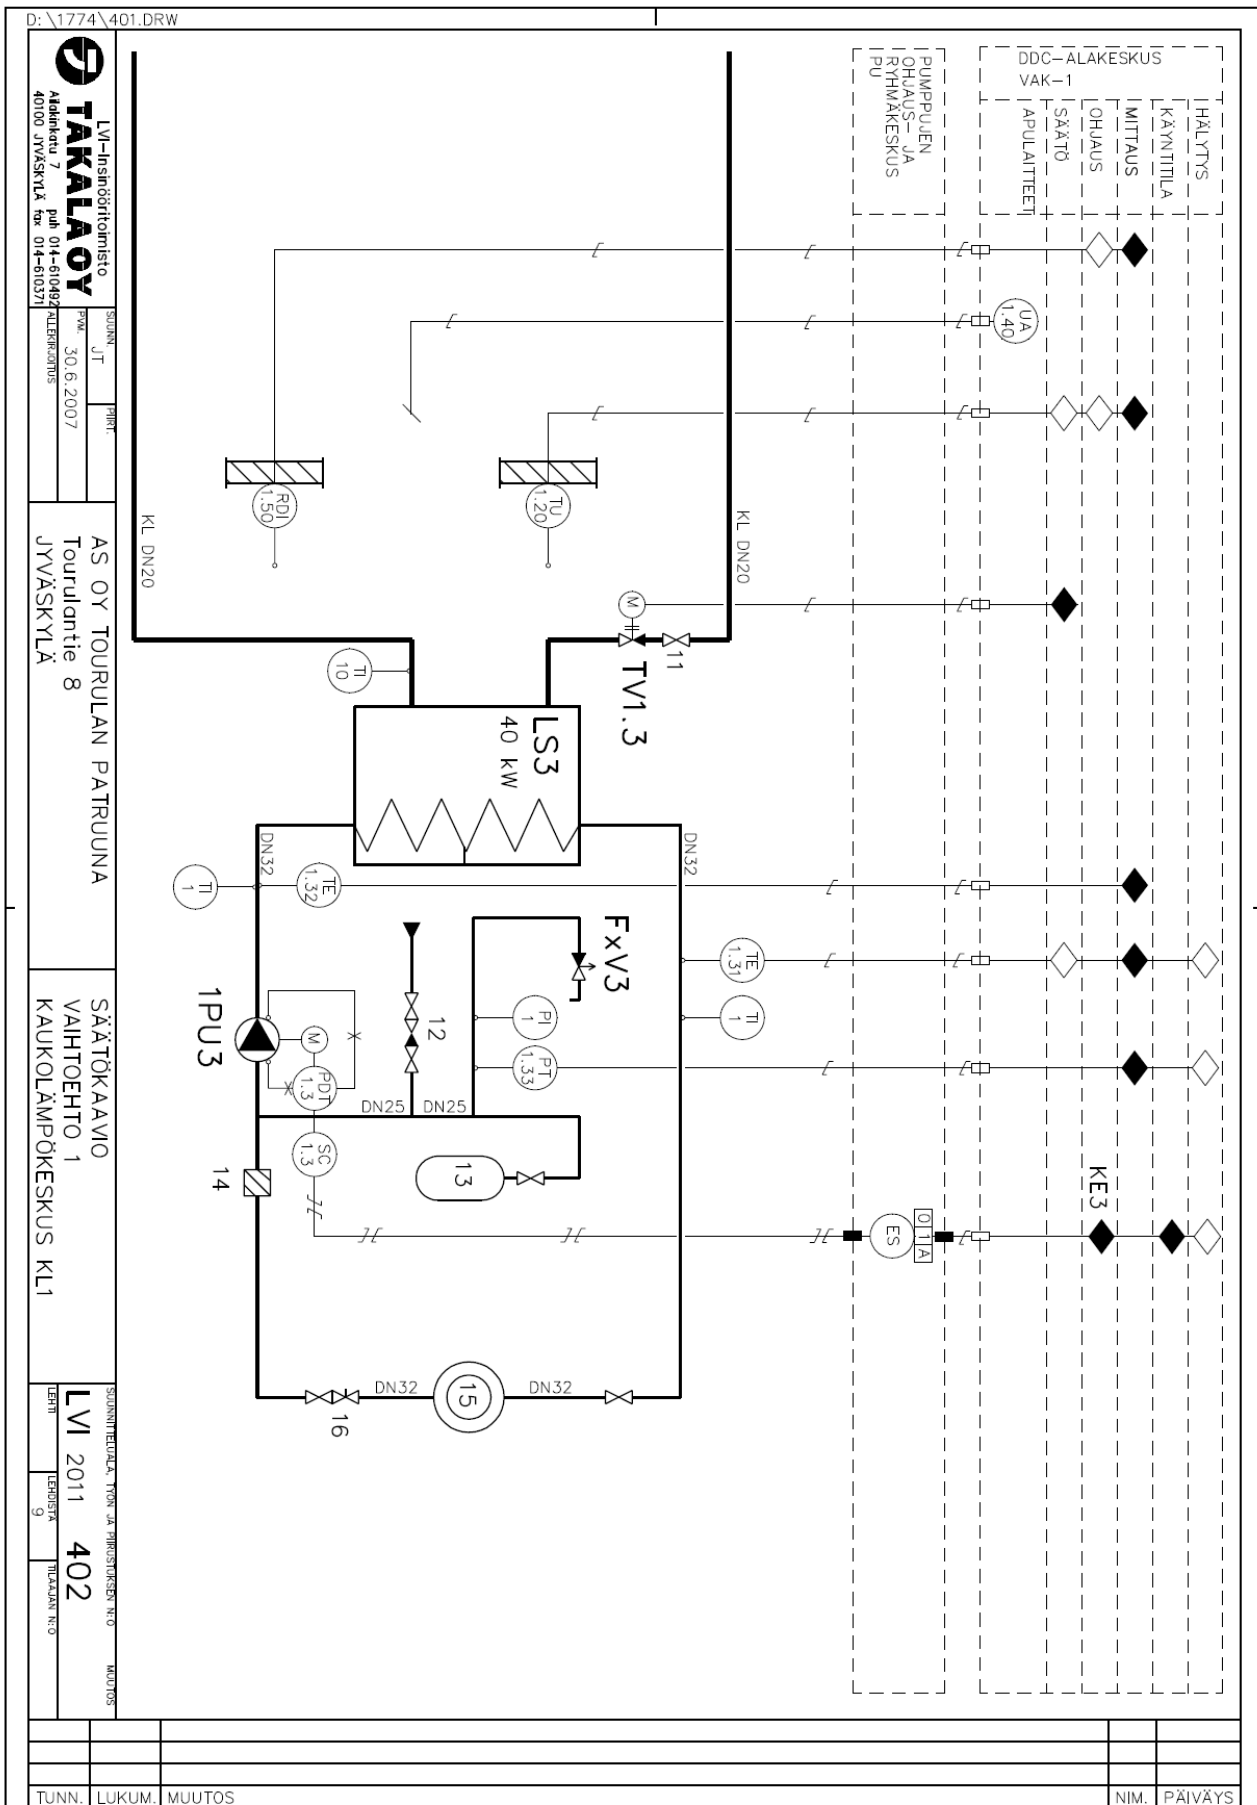 D:\1774\401.DRW
DDC-ALAKESKUS
VAK-1
HÄLYTYS
KÄYNTITILA
MITTAUS
OHJAUS
SÄÄTÖ
APULAITTEET
PUMPPUJEN
OHJAUS- JA
RYHMÄKESKUS
PU
UA
1.40
RDI
1.50
TU
1.20
KL DN20
KL DN20
M
11
TV1.3
TI
10
LS3
40 kW
DN32
DN32
TI
1
TE
1.32
TE
1.31
TI
1
FxV3
PI
1
PT
1.33
12
1PU3
M
PDT
1.3
DN25
DN25
SC
1.3
13
14
KE3
ES
0 1 A
DN32
15
DN32
16
LVI-Insinööritoimisto
TAKALA OY
Ailakinkatu 7 puh 014-610492
40100 JYVÄSKYLÄ fax 014-610371
SUUNN.
JT
PIIRT.
PVM.
30.6.2007
ALLEKIRJOITUS
AS OY TOURULAN PATRUUNA
Tourulantie 8
JYVÄSKYLÄ
SÄÄTÖKAAVIO
VAIHTOEHTO 1
KAUKOLÄMPÖKESKUS KL1
SUUNNITTELUALA, TYÖN JA PIIRUSTUKSEN N:O
MUUTOS
LVI 2011 402
LEHTI
LEHDISTÄ
9
TILAAJAN N:O
TUNN. LUKUM. MUUTOS NIM. PÄIVÄYS